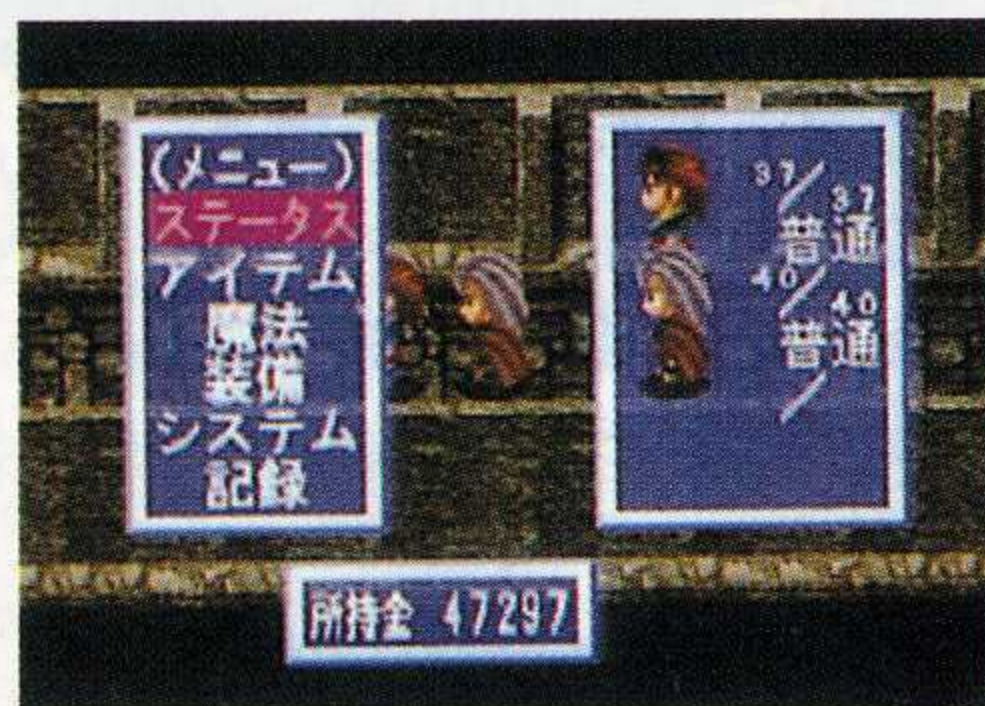 (メニュー)
ステータス
アイテム
魔法
装備
システム
記録
37/37
普通
40/40
普通
/
所持金 47297